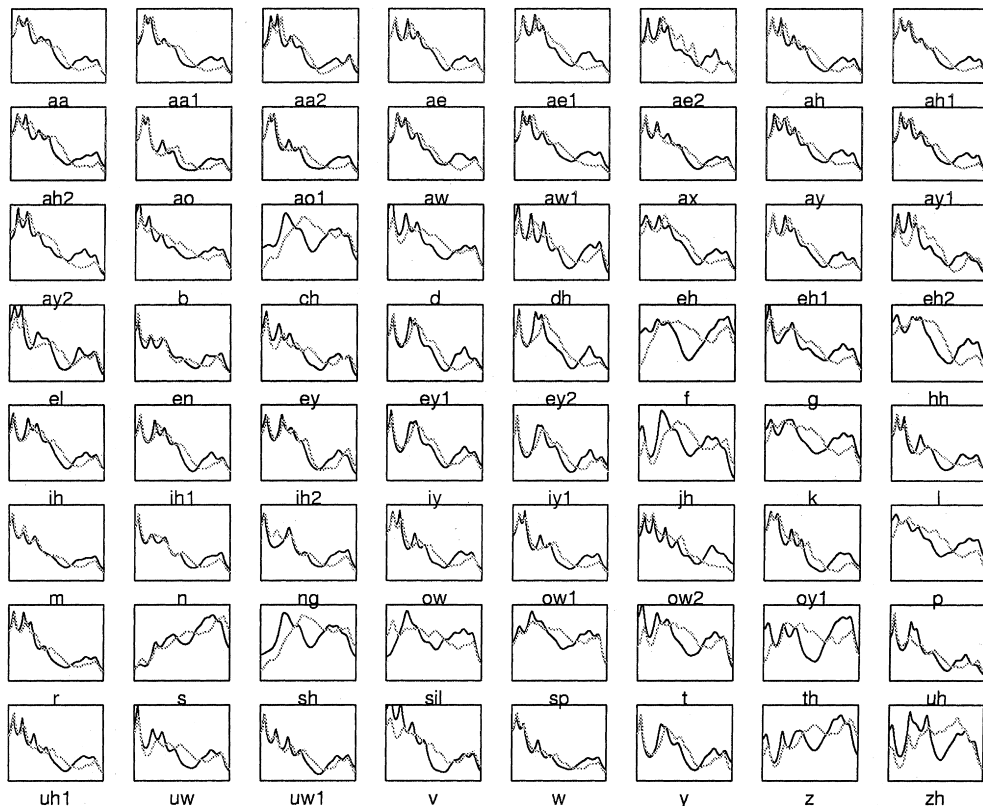 aa aa1 aa2 ae ae1 ae2 ah ah1
ah2 ao ao1 aw aw1 ax ay ay1
ay2 b ch d dh eh eh1 eh2
el en ey ey1 ey2 f g hh
ih ih1 ih2 iy iy1 jh k l
m n ng ow ow1 ow2 oy1 p
r s sh sil sp t th uh
uh1 uw uw1 v w y z zh